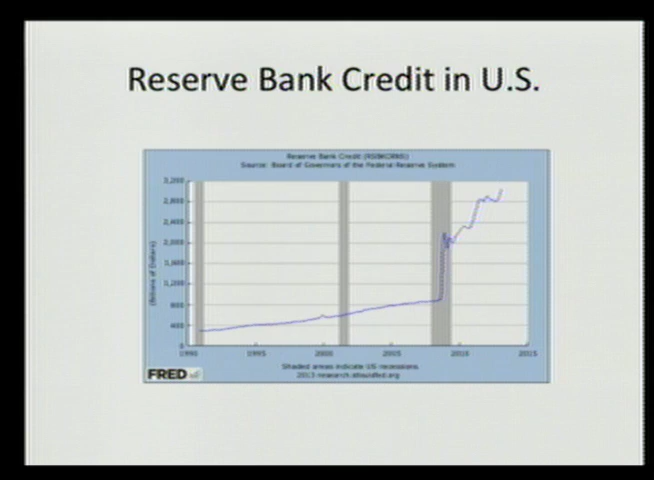 Reserve Bank Credit in U.S.
Reserve Bank Credit (RSBKCRNS)
Source: Board of Governors of the Federal Reserve System
3,200
2,800
2,400
2,000
1,600
1,200
800
400
0
(Billions of Dollars)
1990 1995 2000 2005 2010 2015
Shaded areas indicate US recessions.
2013 research.stlouisfed.org
FRED